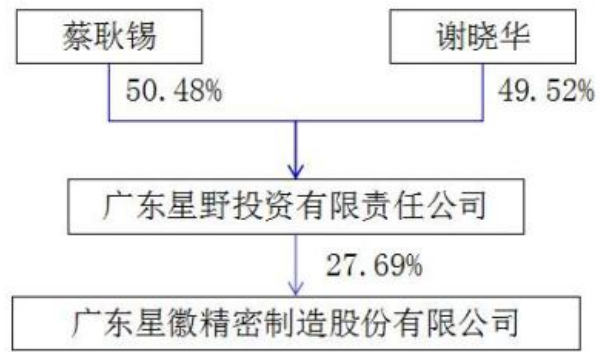 蔡耿锡
谢晓华
50.48%
49.52%
广东星野投资有限责任公司
27.69%
广东星徽精密制造股份有限公司